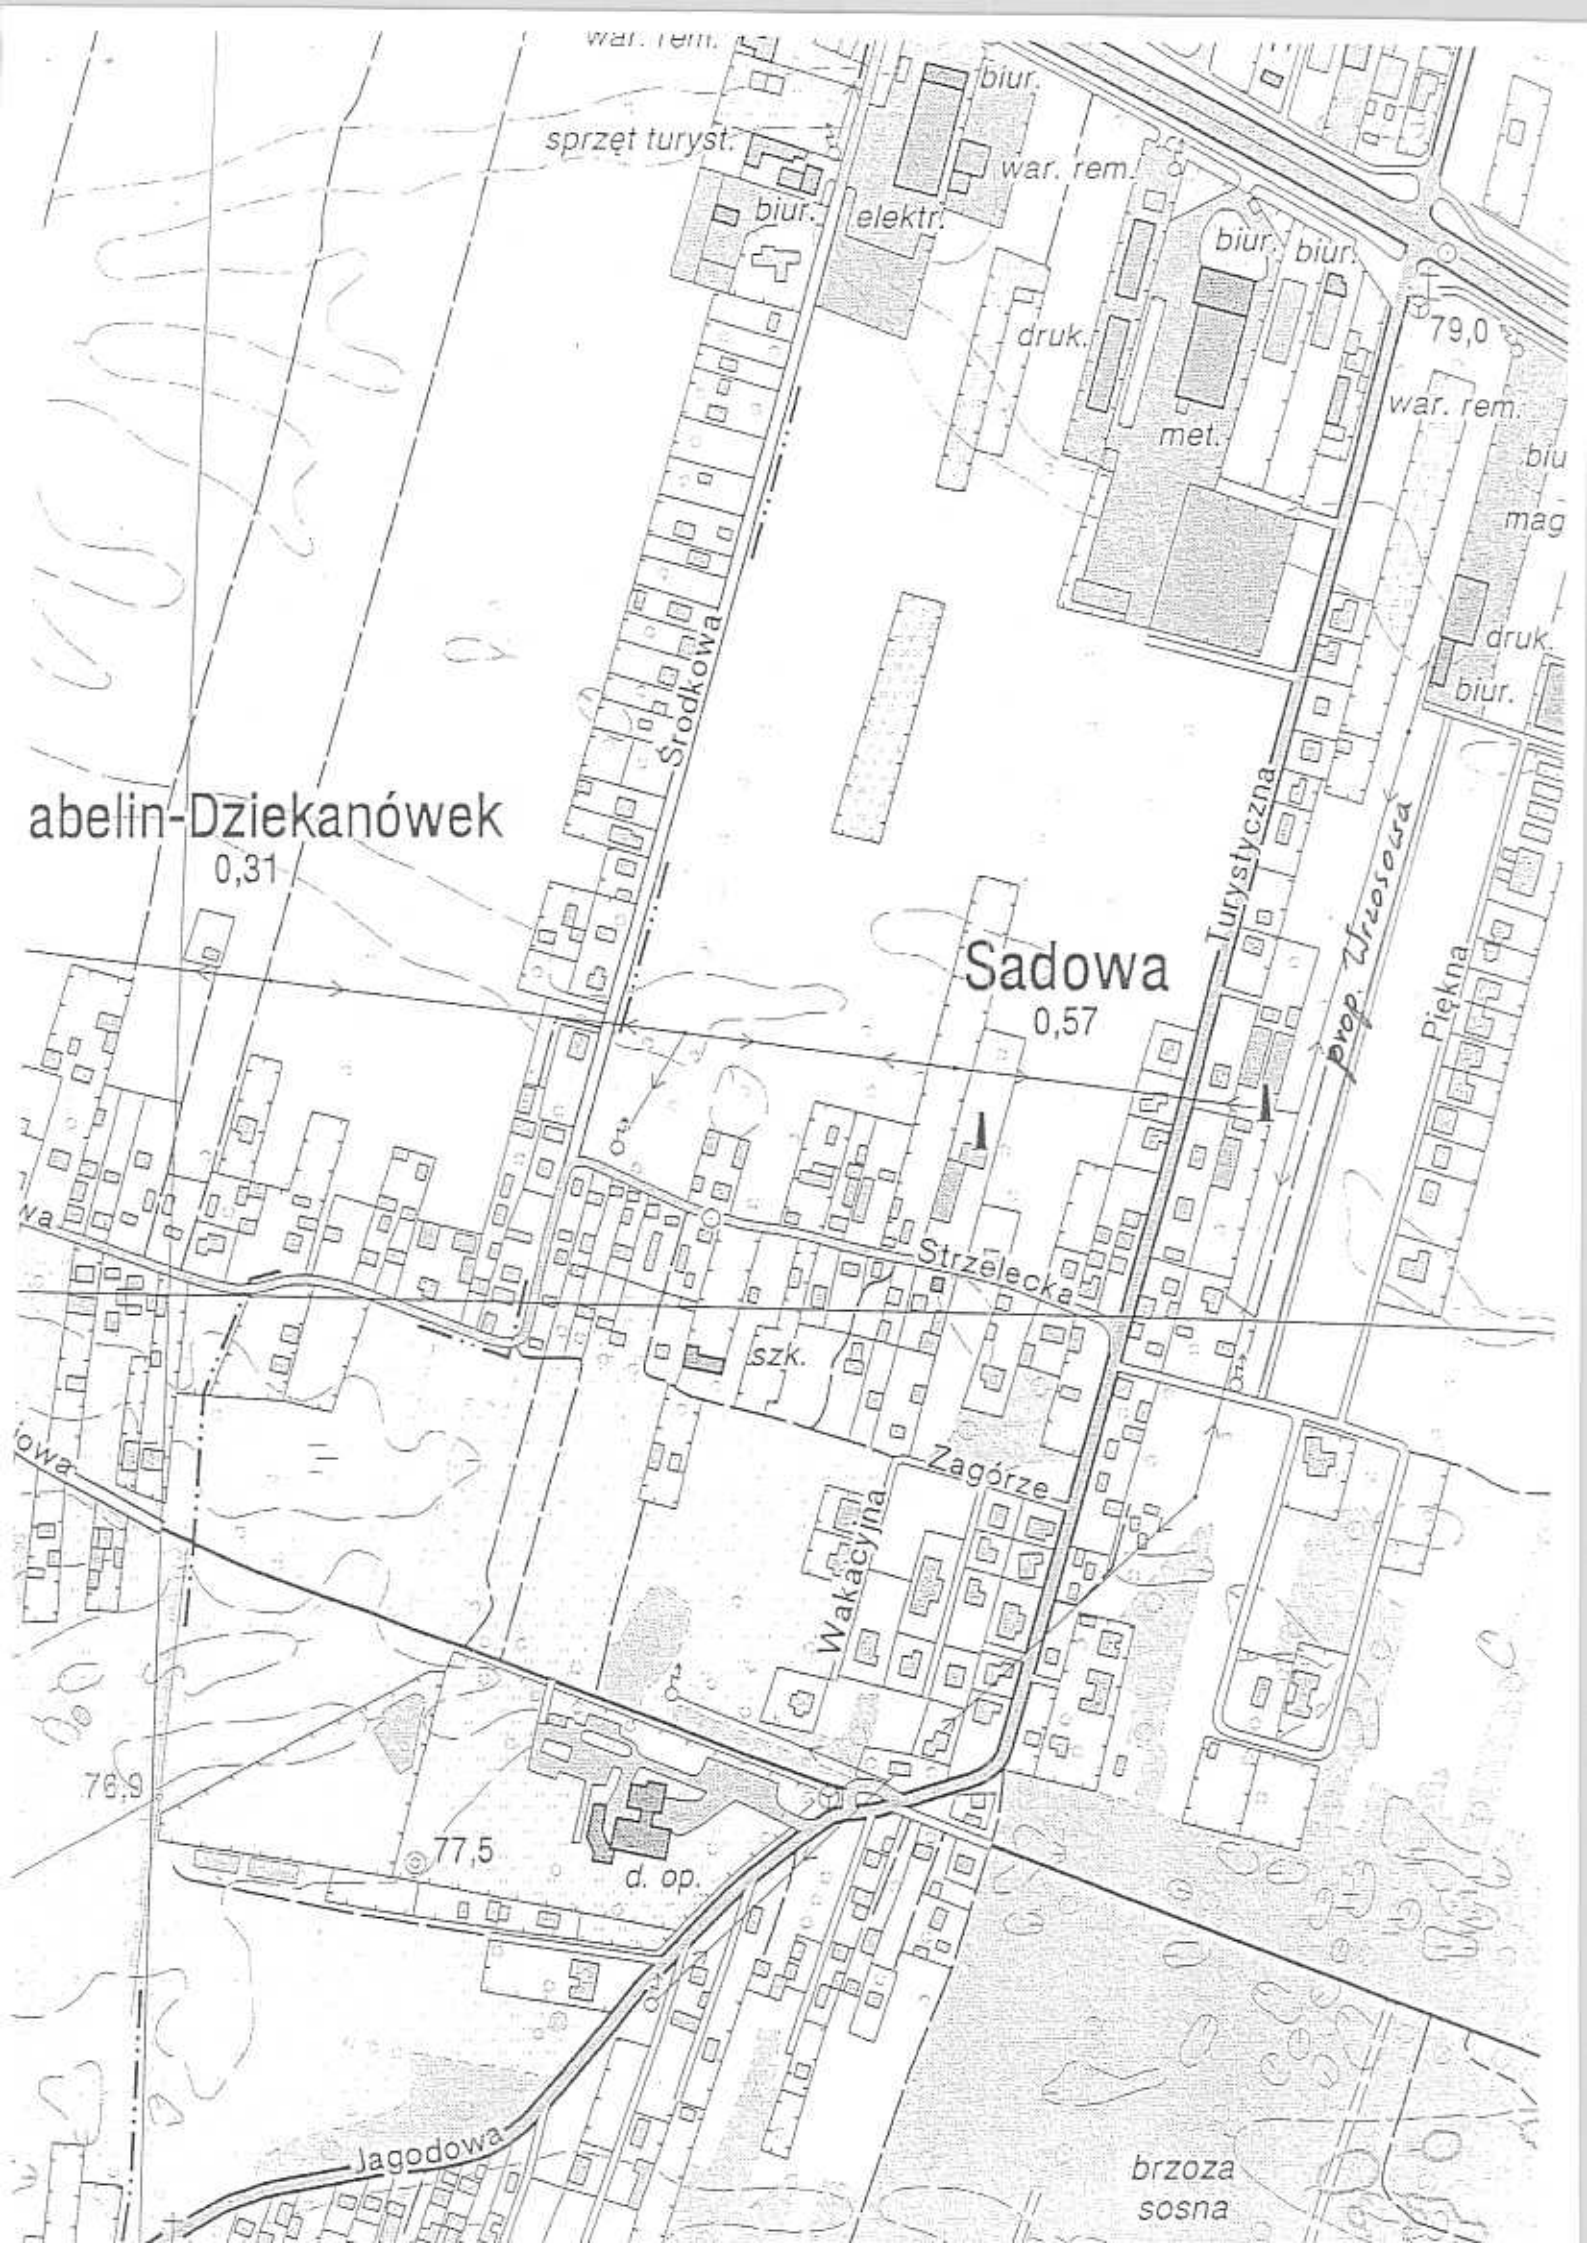 war. rem.
biur.
sprzęt turyst.
war. rem.
biur.
elektr.
biur.
biur.
79,0
druk.
war. rem.
met.
biu
mag
druk.
biur.
Środkowa
abelin-Dziekanówek
0,31
Turystyczna
prop. Wrzosowa
Sadowa
0,57
Piękna
wa
Strzelecka
szk.
owa
Zagórze
Wakacyjna
76,9
77,5
d. op.
Jagodowa
brzoza
sosna